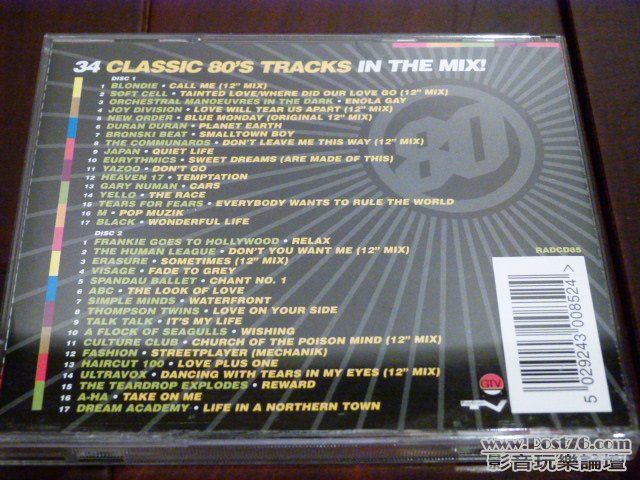 34 CLASSIC 80'S TRACKS IN THE MIX!
DISC 1
1 BLONDIE • CALL ME (12" MIX)
2 SOFT CELL • TAINTED LOVE/WHERE DID OUR LOVE GO (12" MIX)
3 ORCHESTRAL MANOEUVRES IN THE DARK • ENOLA GAY
4 JOY DIVISION • LOVE WILL TEAR US APART (12" MIX)
5 NEW ORDER • BLUE MONDAY (ORIGINAL 12" MIX)
6 DURAN DURAN • PLANET EARTH
7 BRONSKI BEAT • SMALLTOWN BOY
8 THE COMMUNARDS • DON'T LEAVE ME THIS WAY (12" MIX)
9 JAPAN • QUIET LIFE
10 EURYTHMICS • SWEET DREAMS (ARE MADE OF THIS)
11 YAZOO • DON'T GO
12 HEAVEN 17 • TEMPTATION
13 GARY NUMAN • CARS
14 YELLO • THE RACE
15 TEARS FOR FEARS • EVERYBODY WANTS TO RULE THE WORLD
16 M • POP MUZIK
17 BLACK • WONDERFUL LIFE
DISC 2
1 FRANKIE GOES TO HOLLYWOOD • RELAX
2 THE HUMAN LEAGUE • DON'T YOU WANT ME (12" MIX)
3 ERASURE • SOMETIMES (12" MIX)
4 VISAGE • FADE TO GREY
5 SPANDAU BALLET • CHANT NO. 1
6 ABC • THE LOOK OF LOVE
7 SIMPLE MINDS • WATERFRONT
8 THOMPSON TWINS • LOVE ON YOUR SIDE
9 TALK TALK • IT'S MY LIFE
10 A FLOCK OF SEAGULLS • WISHING
11 CULTURE CLUB • CHURCH OF THE POISON MIND (12" MIX)
12 FASHION • STREETPLAYER (MECHANIK)
13 HAIRCUT 100 • LOVE PLUS ONE
14 ULTRAVOX • DANCING WITH TEARS IN MY EYES (12" MIX)
15 THE TEARDROP EXPLODES • REWARD
16 A-HA • TAKE ON ME
17 DREAM ACADEMY • LIFE IN A NORTHERN TOWN
80
RADCD85
5 029243 008524 >
GTV
TV
www.Post76.com
影音玩樂論壇